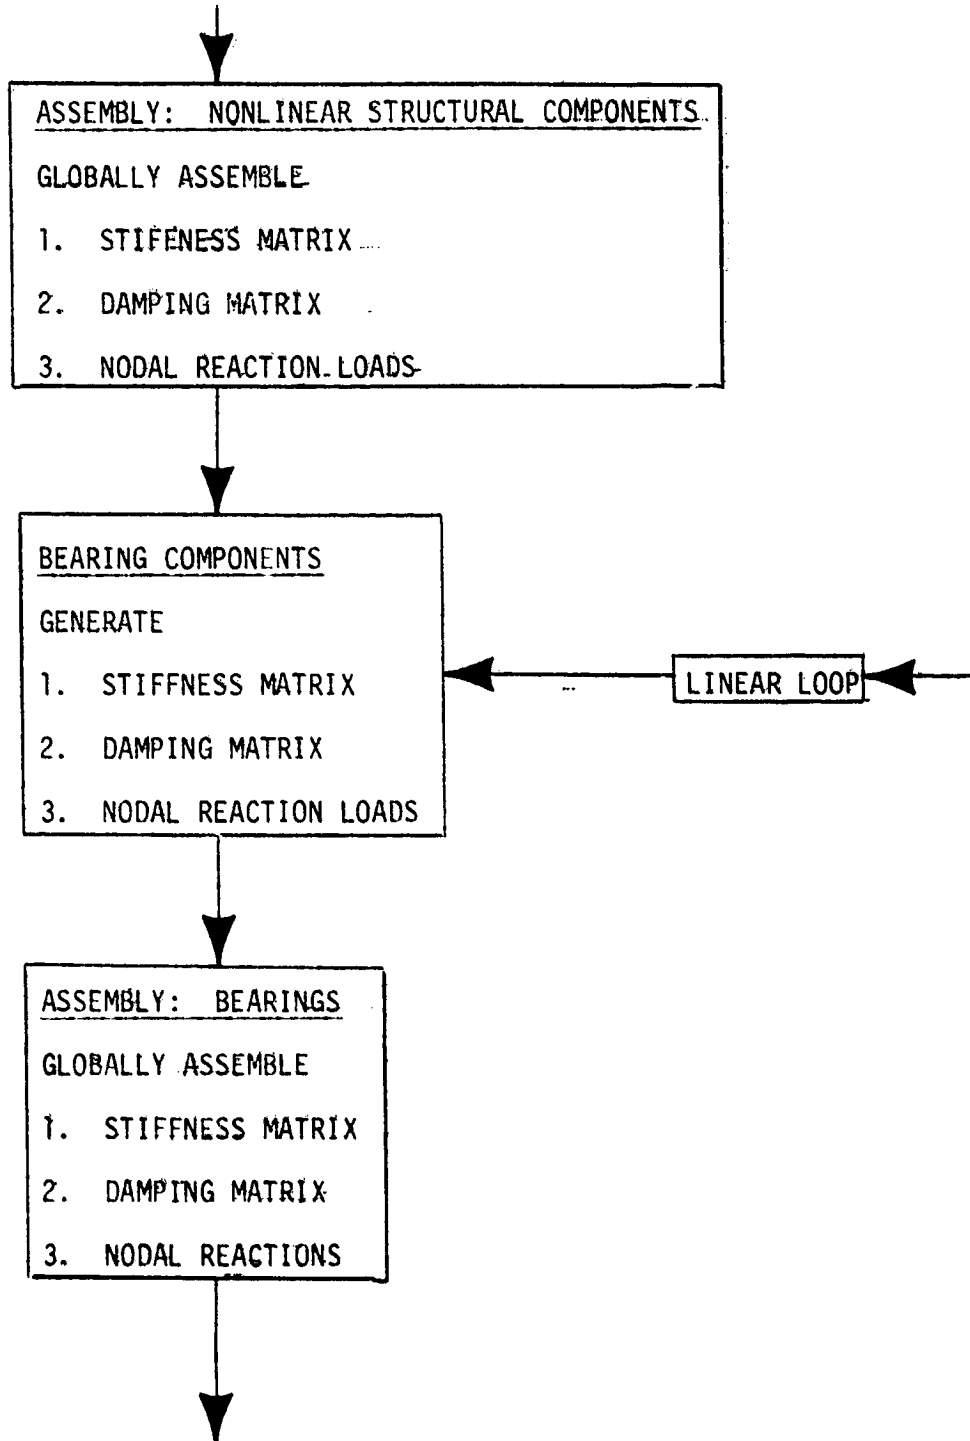 ASSEMBLY: NONLINEAR STRUCTURAL COMPONENTS
GLOBALLY ASSEMBLE
1. STIFFNESS MATRIX
2. DAMPING MATRIX
3. NODAL REACTION LOADS
BEARING COMPONENTS
GENERATE
1. STIFFNESS MATRIX
2. DAMPING MATRIX
3. NODAL REACTION LOADS
LINEAR LOOP
ASSEMBLY: BEARINGS
GLOBALLY ASSEMBLE
1. STIFFNESS MATRIX
2. DAMPING MATRIX
3. NODAL REACTIONS